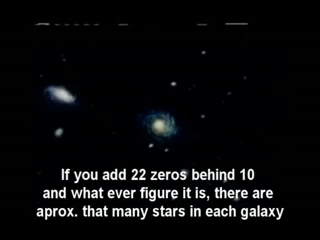 If you add 22 zeros behind 10
and what ever figure it is, there are
aprox. that many stars in each galaxy